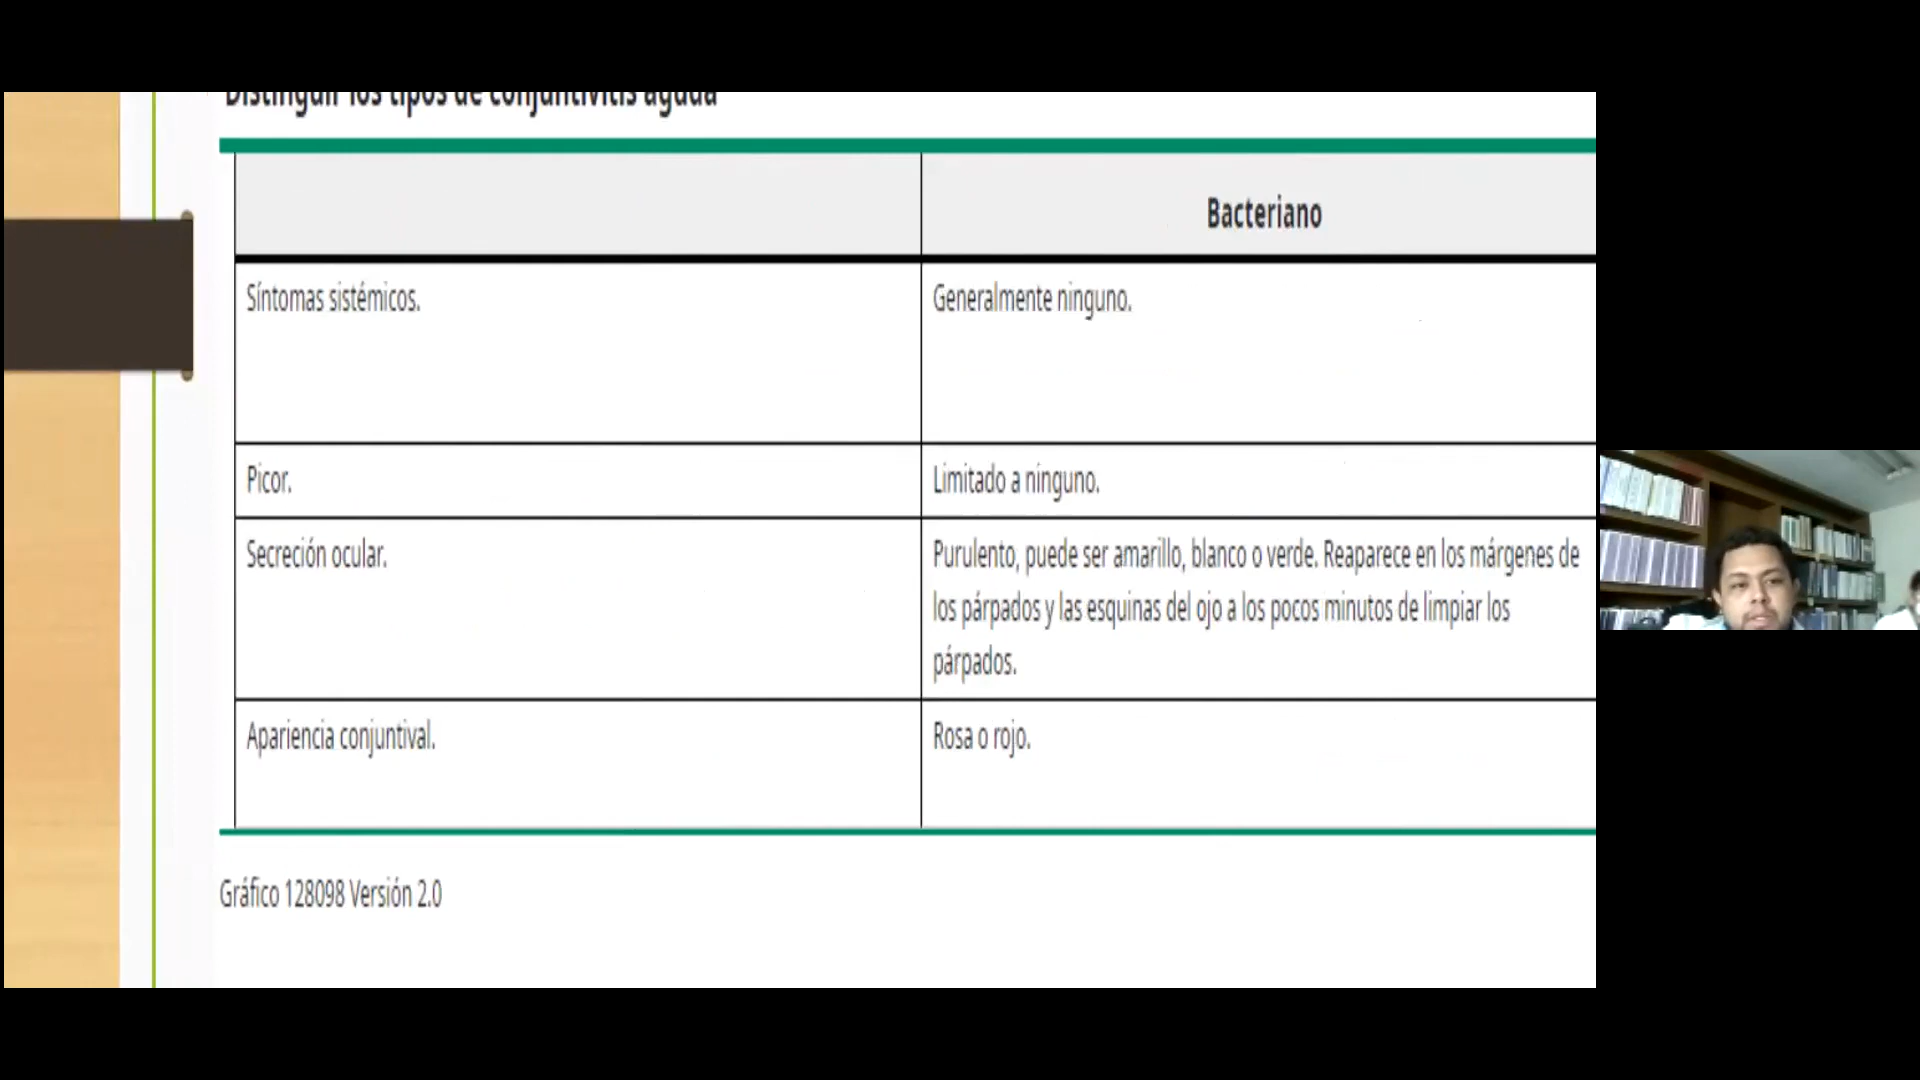 Distinguir los tipos de conjuntivitis aguda
Bacteriano
Síntomas sistémicos.
Generalmente ninguno.
Picor.
Limitado a ninguno.
Secreción ocular.
Purulento, puede ser amarillo, blanco o verde. Reaparece en los márgenes de
los párpados y las esquinas del ojo a los pocos minutos de limpiar los
párpados.
Apariencia conjuntival.
Rosa o rojo.
Gráfico 128098 Versión 2.0